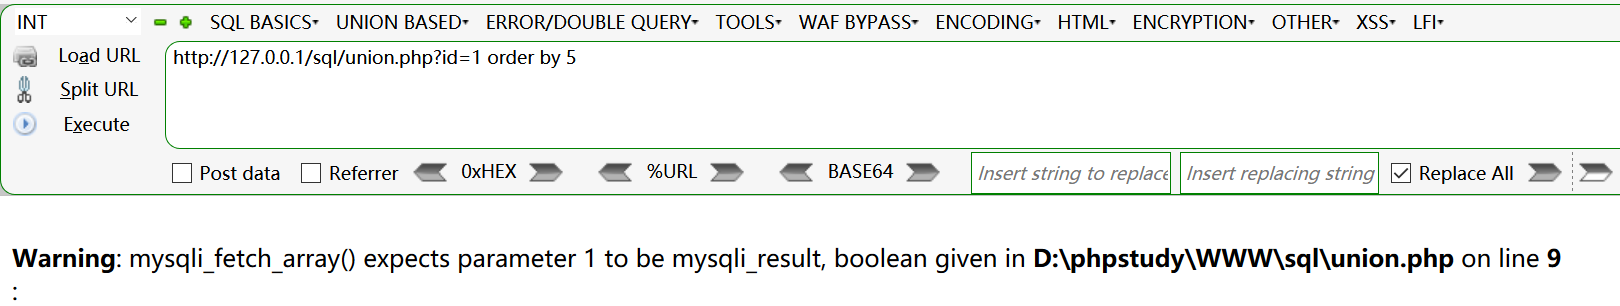 INT SQL BASICS UNION BASED ERROR/DOUBLE QUERY TOOLS WAF BYPASS ENCODING HTML ENCRYPTION OTHER XSS LFI
Load URL
Split URL
Execute
http://127.0.0.1/sql/union.php?id=1 order by 5
Post data Referrer 0xHEX %URL BASE64 Insert string to replace Insert replacing string Replace All
Warning: mysqli_fetch_array() expects parameter 1 to be mysqli_result, boolean given in D:\phpstudy\WWW\sql\union.php on line 9
: